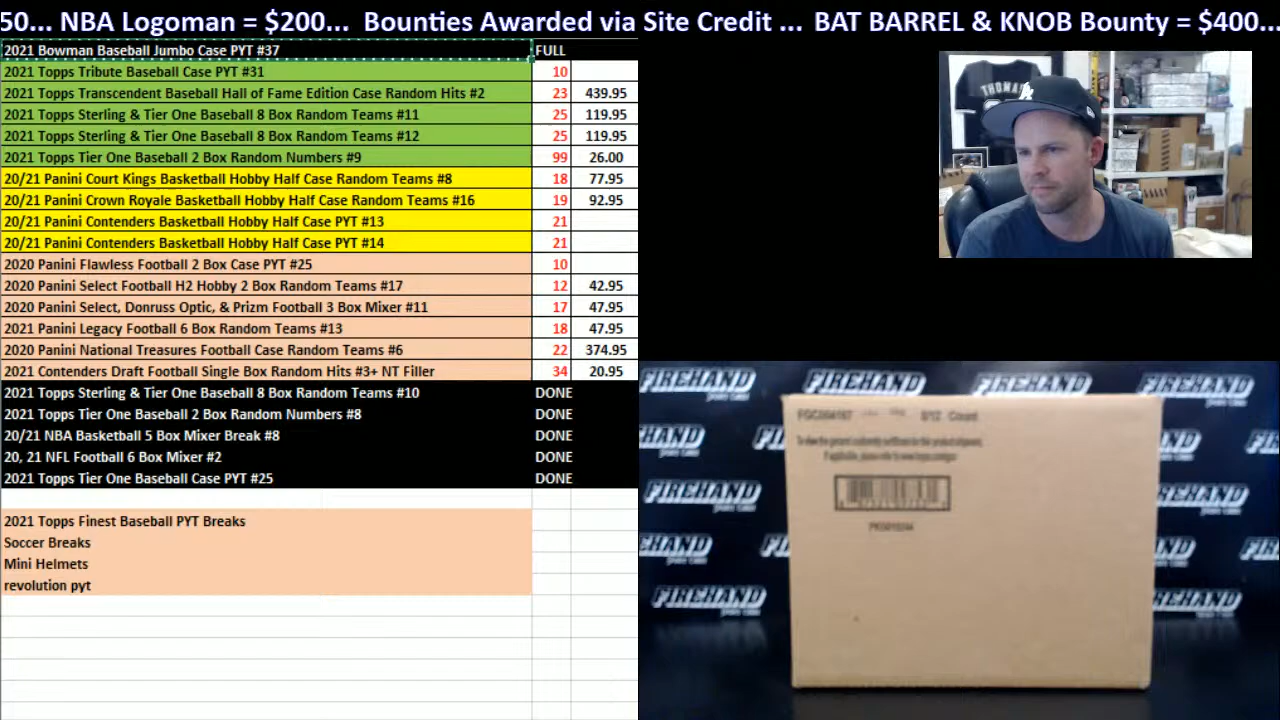 50... NBA Logoman = $200... Bounties Awarded via Site Credit ... BAT BARREL & KNOB Bounty = $400...
2021 Bowman Baseball Jumbo Case PYT #37 FULL
2021 Topps Tribute Baseball Case PYT #31 10
2021 Topps Transcendent Baseball Hall of Fame Edition Case Random Hits #2 23 439.95
2021 Topps Sterling & Tier One Baseball 8 Box Random Teams #11 25 119.95
2021 Topps Sterling & Tier One Baseball 8 Box Random Teams #12 25 119.95
2021 Topps Tier One Baseball 2 Box Random Numbers #9 99 26.00
20/21 Panini Court Kings Basketball Hobby Half Case Random Teams #8 18 77.95
20/21 Panini Crown Royale Basketball Hobby Half Case Random Teams #16 19 92.95
20/21 Panini Contenders Basketball Hobby Half Case PYT #13 21
20/21 Panini Contenders Basketball Hobby Half Case PYT #14 21
2020 Panini Flawless Football 2 Box Case PYT #25 10
2020 Panini Select Football H2 Hobby 2 Box Random Teams #17 12 42.95
2020 Panini Select, Donruss Optic, & Prizm Football 3 Box Mixer #11 17 47.95
2021 Panini Legacy Football 6 Box Random Teams #13 18 47.95
2020 Panini National Treasures Football Case Random Teams #6 22 374.95
2021 Contenders Draft Football Single Box Random Hits #3+ NT Filler 34 20.95
2021 Topps Sterling & Tier One Baseball 8 Box Random Teams #10 DONE
2021 Topps Tier One Baseball 2 Box Random Numbers #8 DONE
20/21 NBA Basketball 5 Box Mixer Break #8 DONE
20, 21 NFL Football 6 Box Mixer #2 DONE
2021 Topps Tier One Baseball Case PYT #25 DONE
2021 Topps Finest Baseball PYT Breaks
Soccer Breaks
Mini Helmets
revolution pyt
THOMA
FIREHAND FIREHAND FIREHAND FIREHAND
Count
FIREHAND
FIREHAND
FIREHAND
FIREHAND